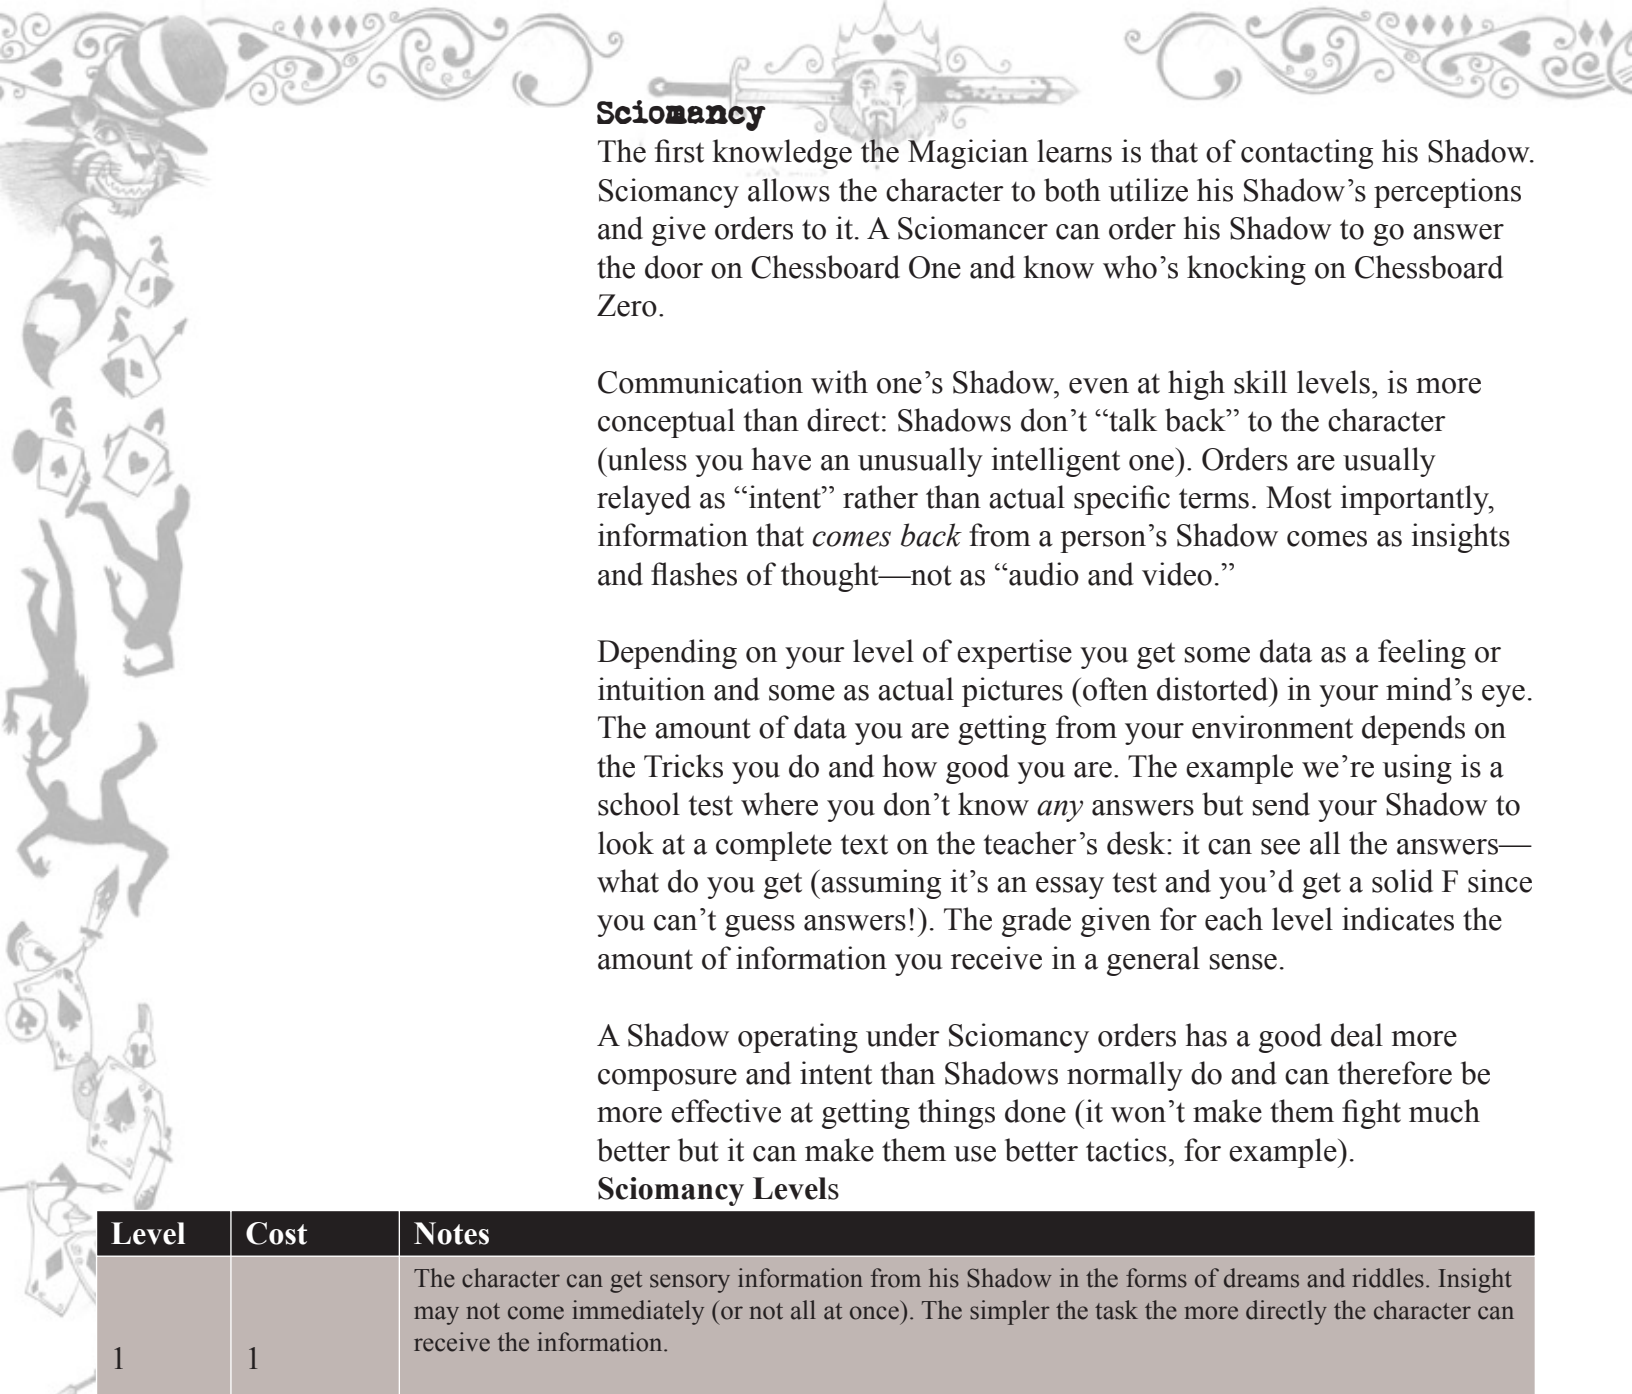 Sciomancy
The first knowledge the Magician learns is that of contacting his Shadow.
Sciomancy allows the character to both utilize his Shadow’s perceptions
and give orders to it. A Sciomancer can order his Shadow to go answer
the door on Chessboard One and know who’s knocking on Chessboard
Zero.
Communication with one’s Shadow, even at high skill levels, is more
conceptual than direct: Shadows don’t “talk back” to the character
(unless you have an unusually intelligent one). Orders are usually
relayed as “intent” rather than actual specific terms. Most importantly,
information that comes back from a person’s Shadow comes as insights
and flashes of thought—not as “audio and video.”
Depending on your level of expertise you get some data as a feeling or
intuition and some as actual pictures (often distorted) in your mind’s eye.
The amount of data you are getting from your environment depends on
the Tricks you do and how good you are. The example we’re using is a
school test where you don’t know any answers but send your Shadow to
look at a complete text on the teacher’s desk: it can see all the answers—
what do you get (assuming it’s an essay test and you’d get a solid F since
you can’t guess answers!). The grade given for each level indicates the
amount of information you receive in a general sense.
A Shadow operating under Sciomancy orders has a good deal more
composure and intent than Shadows normally do and can therefore be
more effective at getting things done (it won’t make them fight much
better but it can make them use better tactics, for example).
Sciomancy Levels
Level Cost Notes
The character can get sensory information from his Shadow in the forms of dreams and riddles. Insight
may not come immediately (or not all at once). The simpler the task the more directly the character can
receive the information.
1 1